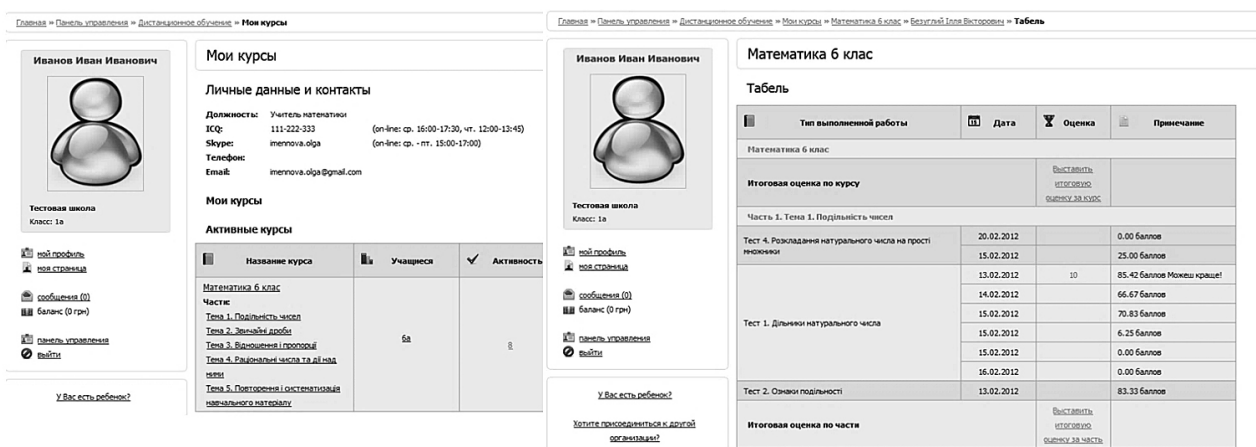 Главная » Панель управления » Дистанционное обучение » Мои курсы
Иванов Иван Иванович
Тестовая школа
Класс: 1а
мой профиль
моя страница
сообщения (0)
баланс (0 грн)
панель управления
выйти
У Вас есть ребенок?
Мои курсы
Личные данные и контакты
Должность: Учитель математики
ICQ: 111-222-333 (on-line: ср. 16:00-17:30, чт. 12:00-13:45)
Skype: imennova.olga (on-line: ср. - пт. 15:00-17:00)
Телефон:
Email: imennova.olga@gmail.com
Мои курсы
Активные курсы
Название курса Учащиеся Активность
Математика 6 клас
Части:
Тема 1. Подільність чисел
Тема 2. Звичайні дроби
Тема 3. Відношення і пропорції
Тема 4. Раціональні числа та дії над
ними
Тема 5. Повторення і систематизація
навчального матеріалу
6а
8
Главная » Панель управления » Дистанционное обучение » Мои курсы » Математика 6 клас » Безуглий Ілля Вікторович » Табель
Иванов Иван Иванович
Тестовая школа
Класс: 1а
мой профиль
моя страница
сообщения (0)
баланс (0 грн)
панель управления
выйти
У Вас есть ребенок?
Хотите присоединиться к другой
организации?
Математика 6 клас
Табель
Тип выполненной работы Дата Оценка Примечание
Математика 6 клас
Итоговая оценка по курсу
Выставить
итоговую
оценку за курс
Часть 1. Тема 1. Подільність чисел
Тест 4. Розкладання натурального числа на прості
множники
20.02.2012 0.00 баллов
15.02.2012 25.00 баллов
Тест 1. Дільники натурального числа
13.02.2012 10 85.42 баллов Можеш краще!
14.02.2012 66.67 баллов
15.02.2012 70.83 баллов
15.02.2012 6.25 баллов
15.02.2012 0.00 баллов
16.02.2012 0.00 баллов
Тест 2. Ознаки подільності 13.02.2012 83.33 баллов
Итоговая оценка по части
Выставить
итоговую
оценку за часть